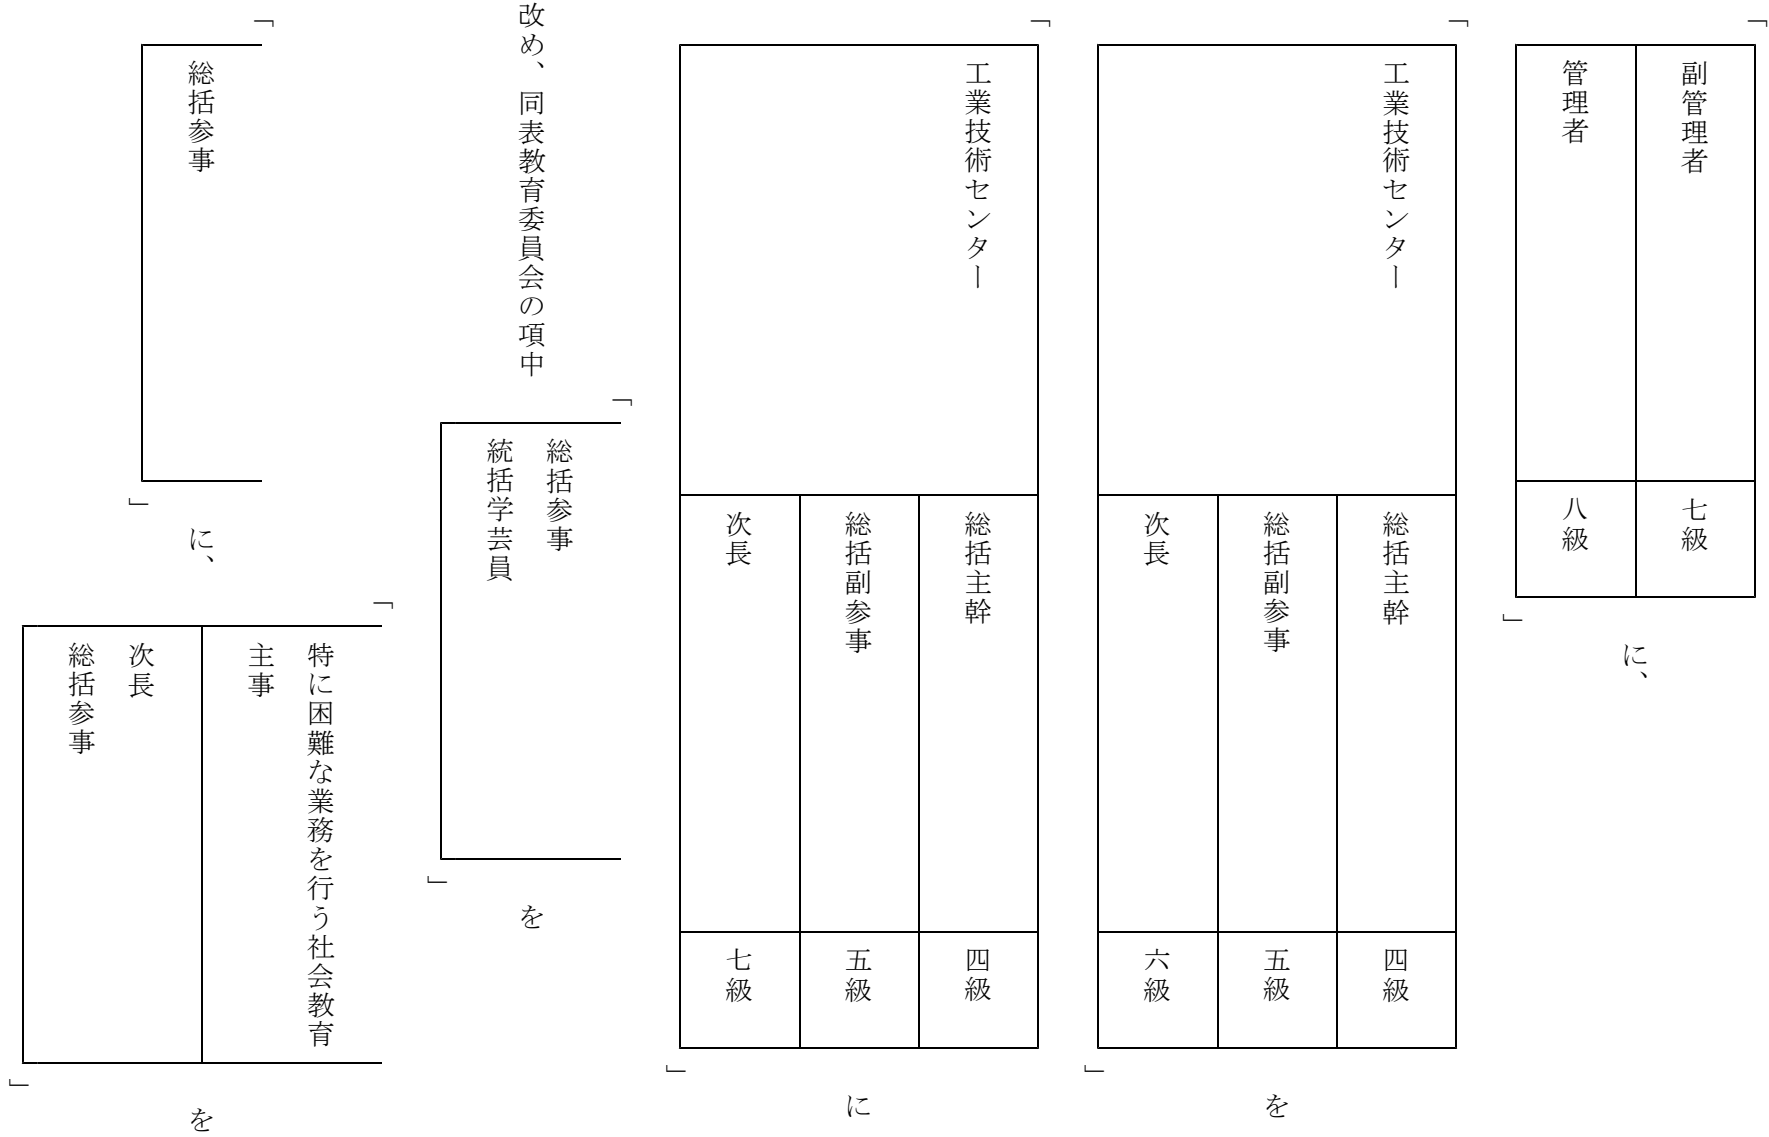 「
副管理者
七級
管理者
八級
」
に、
「
工業技術センター
総括主幹
四級
総括副参事
五級
次長
六級
」
を
「
工業技術センター
総括主幹
四級
総括副参事
五級
次長
七級
」
に
改め、同表教育委員会の項中
「
総括参事
統括学芸員
」
を
「
総括参事
」
に、
「
特に困難な業務を行う社会教育
主事
次長
総括参事
」
を